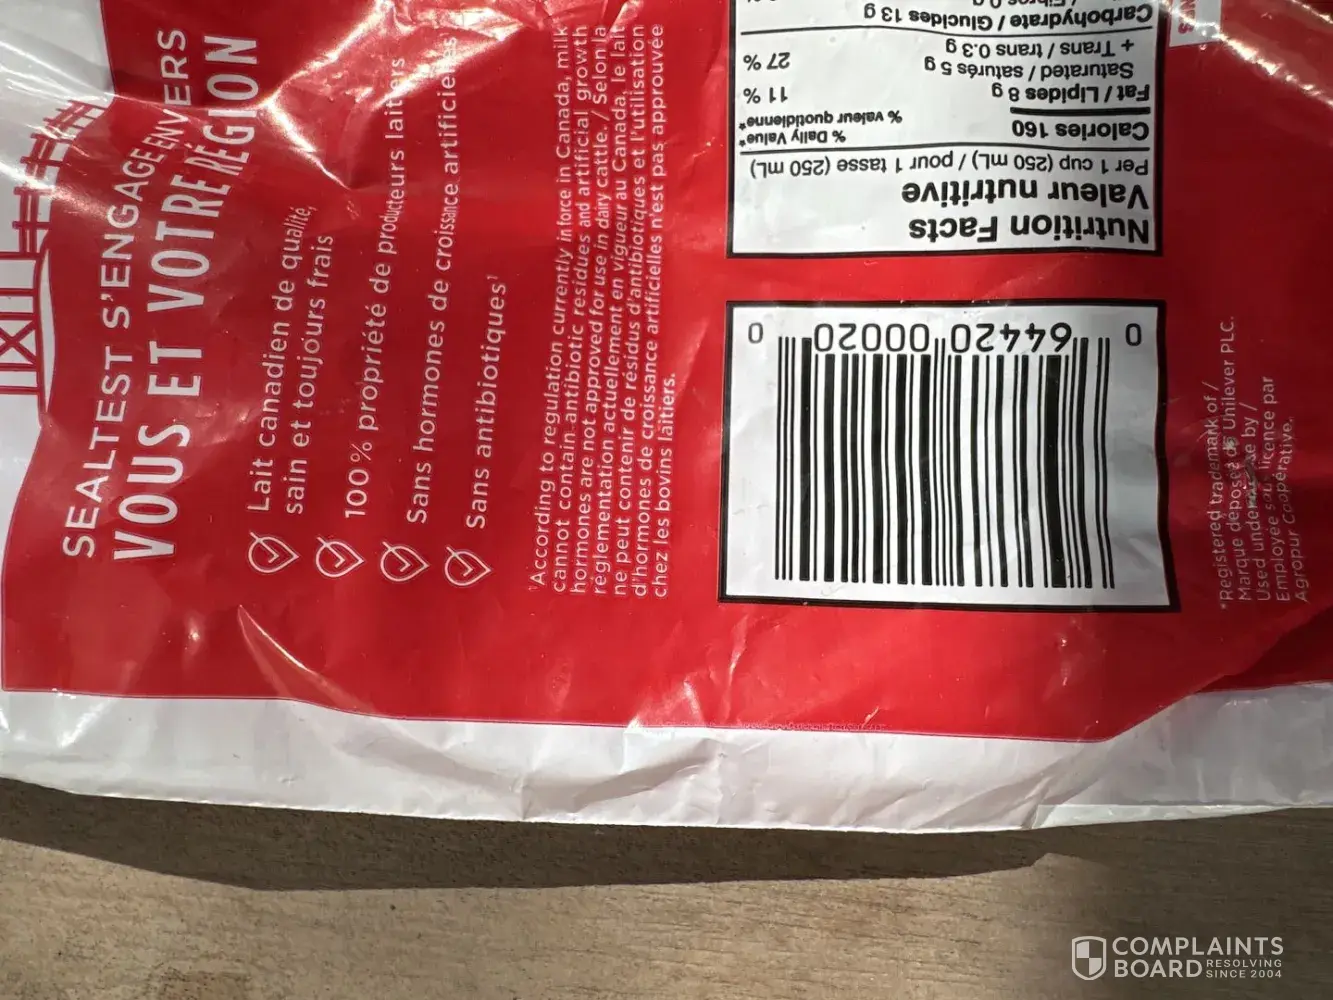 SEALTEST S'ENGAGE ENVERS
VOUS ET VOTRE RÉGION
Lait canadien de qualité,
sain et toujours frais
100% propriété de producteurs laitiers
Sans hormones de croissance artificielles¹
Sans antibiotiques¹
¹According to regulation currently in force in Canada, milk
cannot contain antibiotic residues and artificial growth
hormones are not approved for use in dairy cattle. / Selon la
réglementation actuellement en vigueur au Canada, le lait
ne peut contenir de résidus d'antibiotiques et l'utilisation
d'hormones de croissance artificielles n'est pas approuvée
chez les bovins laitiers.
Nutrition Facts
Valeur nutritive
Per 1 cup (250 mL) / pour 1 tasse (250 mL)
Calories 160
% Daily Value*
% valeur quotidienne*
Fat / Lipides 8 g 11 %
Saturated / saturés 5 g
+ Trans / trans 0.3 g
27 %
Carbohydrate / Glucides 13 g
0 64420 00020 0
*Registered trademark of /
Marque déposée de Unilever PLC.
Used under by /
Employée sous licence par
Agropur Coopérative.
COMPLAINTS
BOARD RESOLVING
SINCE 2004